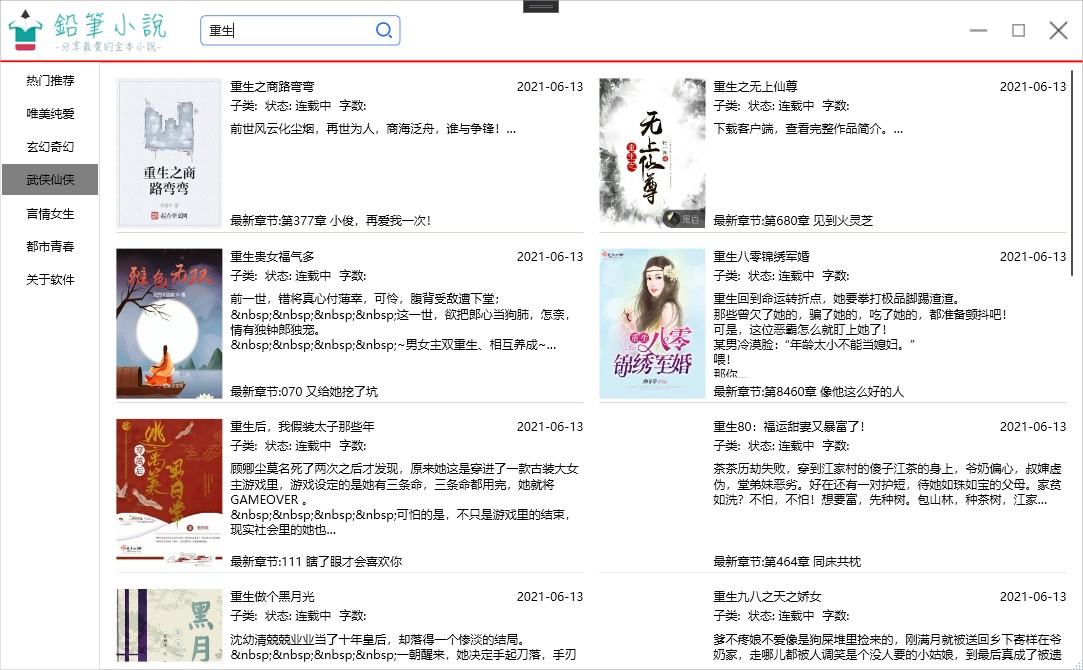 鉛筆小說
-分享最愛的全本小說-
重生
热门推荐
唯美纯爱
玄幻奇幻
武侠仙侠
言情女生
都市青春
关于软件
重生之商
路弯弯
起点中文网
重生之商路弯弯
2021-06-13
子类: 状态: 连载中 字数:
前世风云化尘烟，再世为人，商海泛舟，谁与争锋！...
最新章节:第377章 小俊，再爱我一次！
重生之
无上仙尊
黑岩
重生之无上仙尊
2021-06-13
子类: 状态: 连载中 字数:
下载客户端，查看完整作品简介。...
最新章节:第680章 见到火灵芝
重生贵女福气多
2021-06-13
子类: 状态: 连载中 字数:
前一世，错将真心付薄幸，可怜，腹背受敌遭下堂；
&nbsp;&nbsp;&nbsp;&nbsp;这一世，欲把郎心当狗肺，怎奈，
情有独钟郎独宠。
&nbsp;&nbsp;&nbsp;&nbsp;~男女主双重生、相互养成~...
最新章节:070 又给她挖了坑
重生
八零
锦绣军婚
重生八零锦绣军婚
2021-06-13
子类: 状态: 连载中 字数:
重生回到命运转折点，她要拳打极品脚踢渣渣。
那些曾欠了她的，骗了她的，吃了她的，都准备颤抖吧！
可是，这位恶霸怎么就盯上她了！
某男冷漠脸：“年龄太小不能当媳妇。”
喂！
那你...
最新章节:第8460章 像他这么好的人
重生后，我假装太子那些年
2021-06-13
子类: 状态: 连载中 字数:
顾卿尘莫名死了两次之后才发现，原来她这是穿进了一款古装大女
主游戏里，游戏设定的是她有三条命，三条命都用完，她就将
GAMEOVER 。
&nbsp;&nbsp;&nbsp;&nbsp;可怕的是，不只是游戏里的结束，
现实社会里的她也...
最新章节:111 瞎了眼才会喜欢你
重生80：福运甜妻又暴富了！
2021-06-13
子类: 状态: 连载中 字数:
茶茶历劫失败，穿到江家村的傻子江茶的身上，爷奶偏心，叔婶虚
伪，堂弟妹恶劣。好在还有一对护短，待她如珠如宝的父母。家贫
如洗？不怕，不怕！想要富，先种树。包山林，种茶树，江家...
最新章节:第464章 同床共枕
黑
月
重生做个黑月光
2021-06-13
子类: 状态: 连载中 字数:
沈幼清兢兢业业当了十年皇后，却落得一个惨淡的结局。
&nbsp;&nbsp;&nbsp;&nbsp;一朝醒来，她决定手起刀落，手刃
重生九八之天之娇女
2021-06-13
子类: 状态: 连载中 字数:
爹不疼娘不爱像是狗屎堆里捡来的，刚满月就被送回乡下寄样在爷
奶家，走哪儿都被人调笑是个没人要的小姑娘，到最后真成了被遗